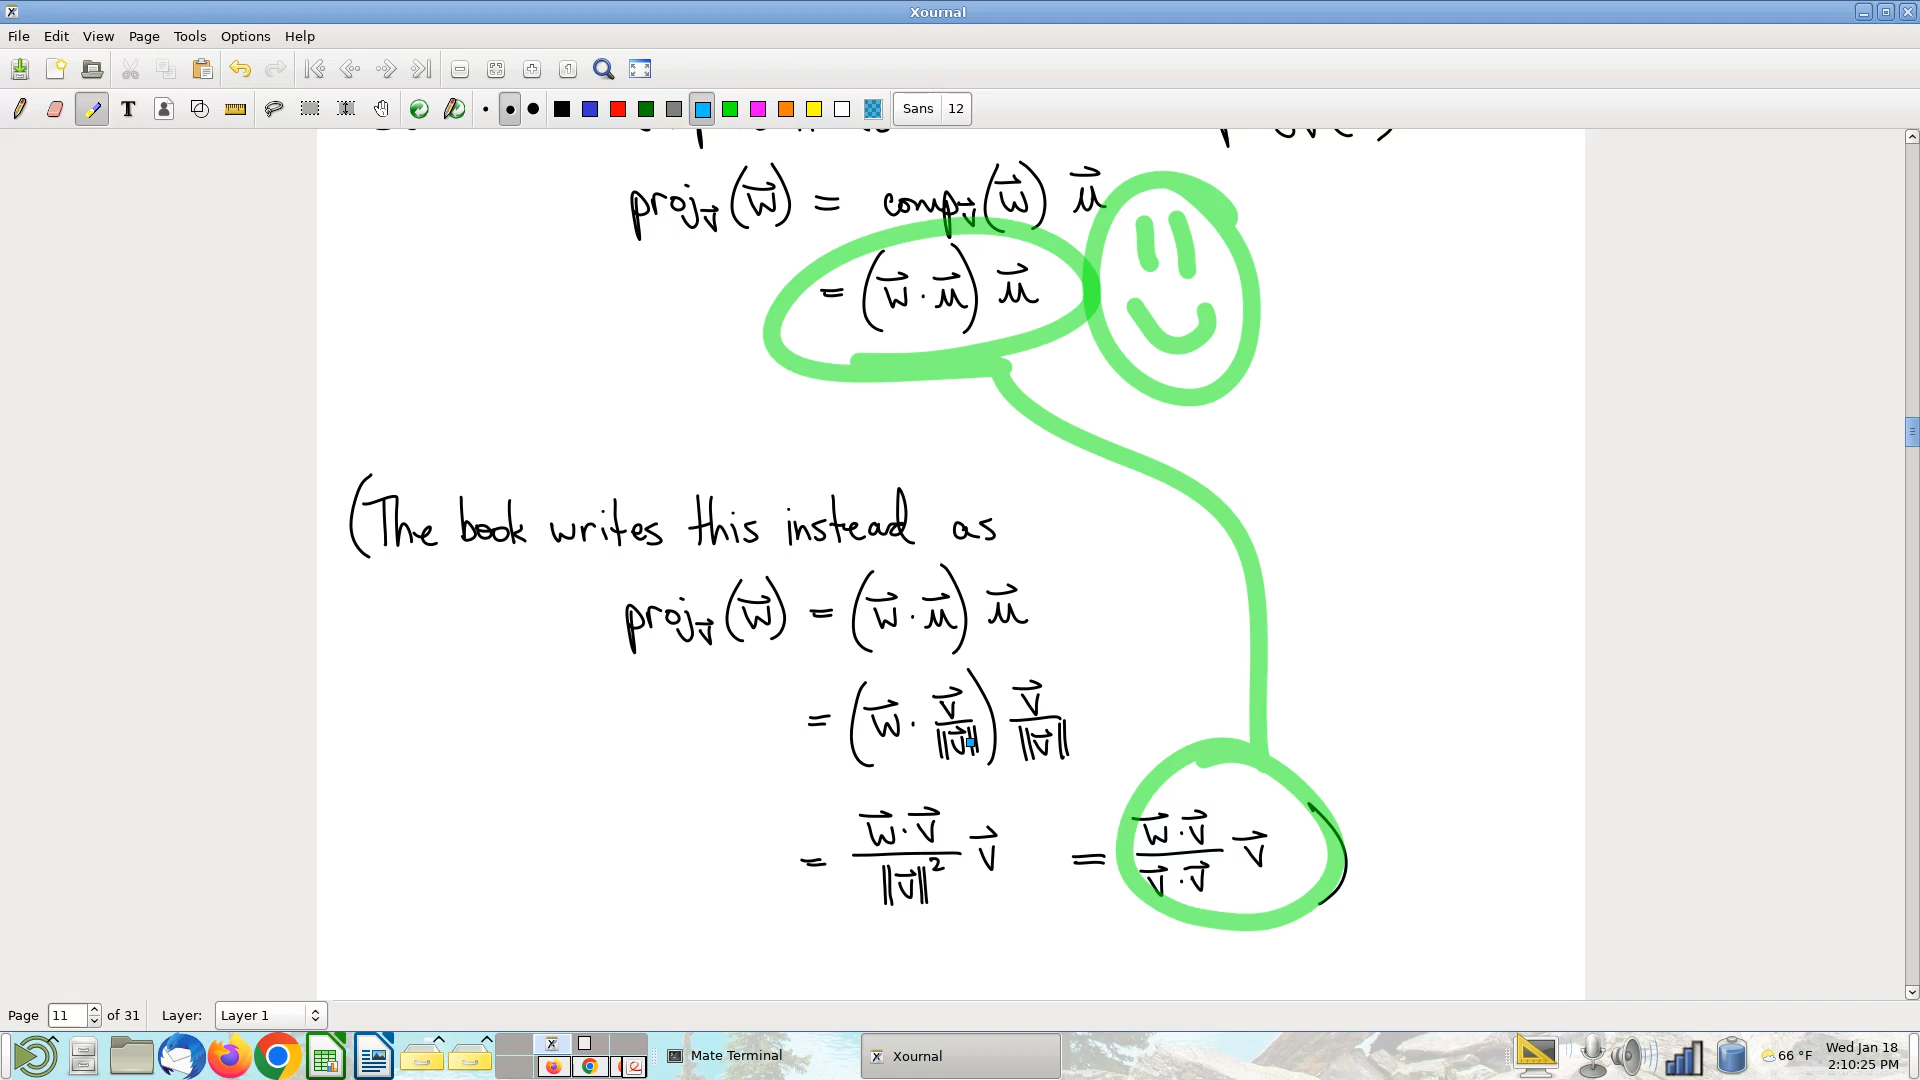 Xournal
File Edit View Page Tools Options Help
Sans 12
proj_v⃗(w⃗) = comp_v⃗(w⃗) u⃗
= (w⃗ · u⃗) u⃗
(The book writes this instead as
proj_v⃗(w⃗) = (w⃗ · u⃗) u⃗
= (w⃗ · v⃗/‖v⃗‖) v⃗/‖v⃗‖
= (w⃗ · v⃗)/‖v⃗‖² v⃗ = (w⃗ · v⃗)/(v⃗ · v⃗) v⃗)
Page 11 of 31 Layer: Layer 1
Mate Terminal Xournal 66 °F Wed Jan 18
2:10:25 PM